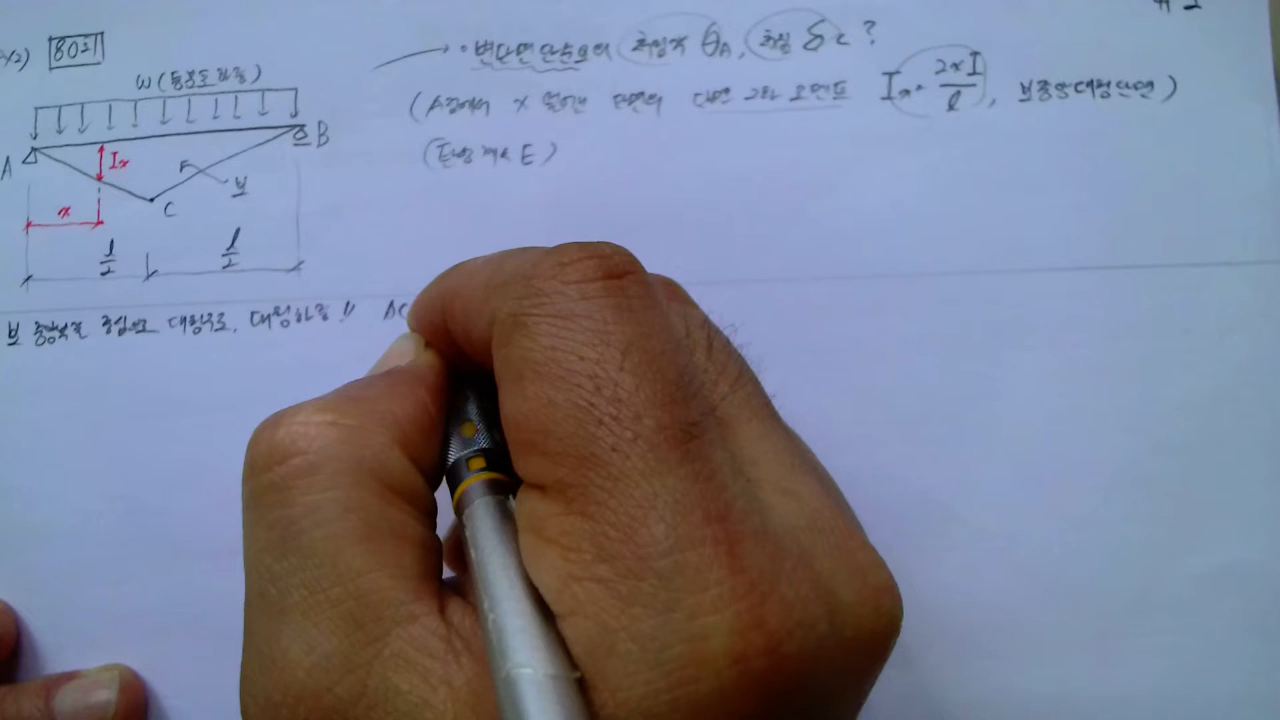 80회
· 변단면 단순보의 처짐각 θA, 처짐 δc ?
ω (등분포하중)
(A점에서 x 떨어진 단면의 단면 2차 모멘트 Ix = 2xI/l, 보중앙대칭단면)
(탄성계수 E)
A
B
Ix
보
C
x
l/2
l/2
보 중앙점을 중심으로 대칭구조, 대칭하중!! AC